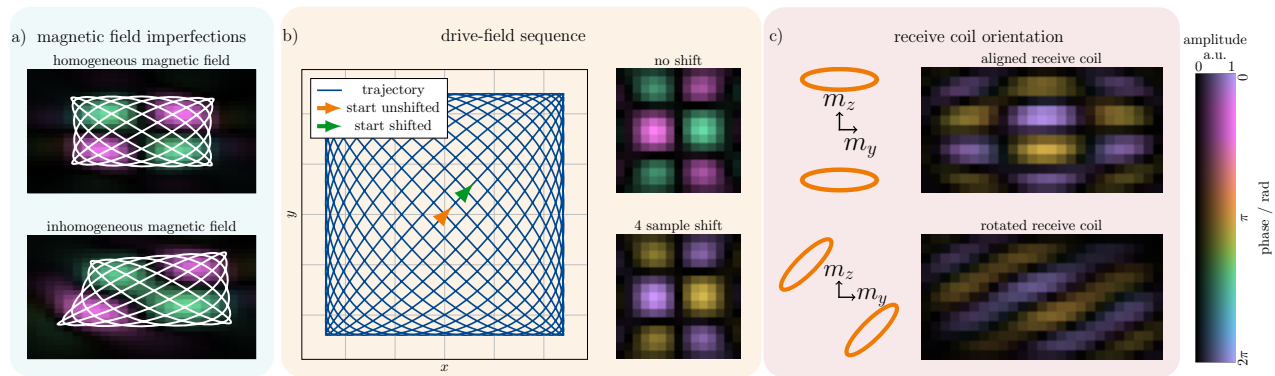 a) magnetic field imperfections
homogeneous magnetic field
inhomogeneous magnetic field
b) drive-field sequence
trajectory
start unshifted
start shifted
y
x
no shift
4 sample shift
c) receive coil orientation
m_z
m_y
aligned receive coil
m_z
m_y
rotated receive coil
amplitude
a.u.
0 1
0
π
2π
phase / rad